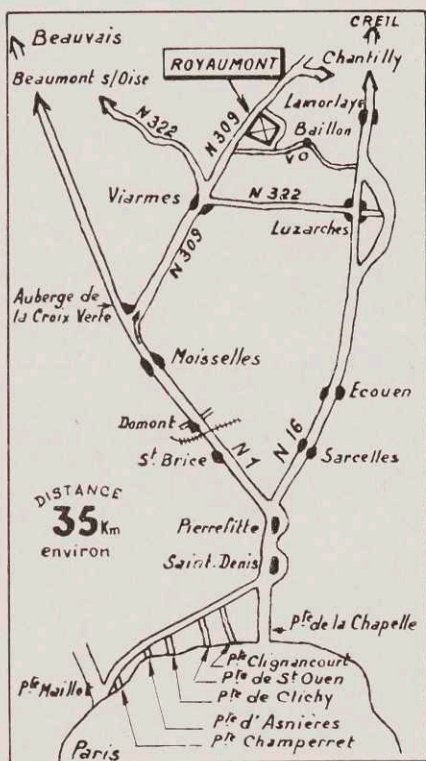 CREIL
Beauvais
ROYAUMONT
Chantilly
Beaumont s/Oise
Lamorlaye
N 322
N 309
Baillon
VO
Viarmes
N 322
Luzarches
N 309
Auberge de
la Croix Verte
Moisselles
Ecouen
Domont
N 1
N 16
St Brice
Sarcelles
DISTANCE
35 Km
environ
Pierrefitte
Saint-Denis
Pte de la Chapelle
Pte Clignancourt
Pte Maillot
Pte de St Ouen
Pte de Clichy
Pte d'Asnières
Pte Champerret
Paris